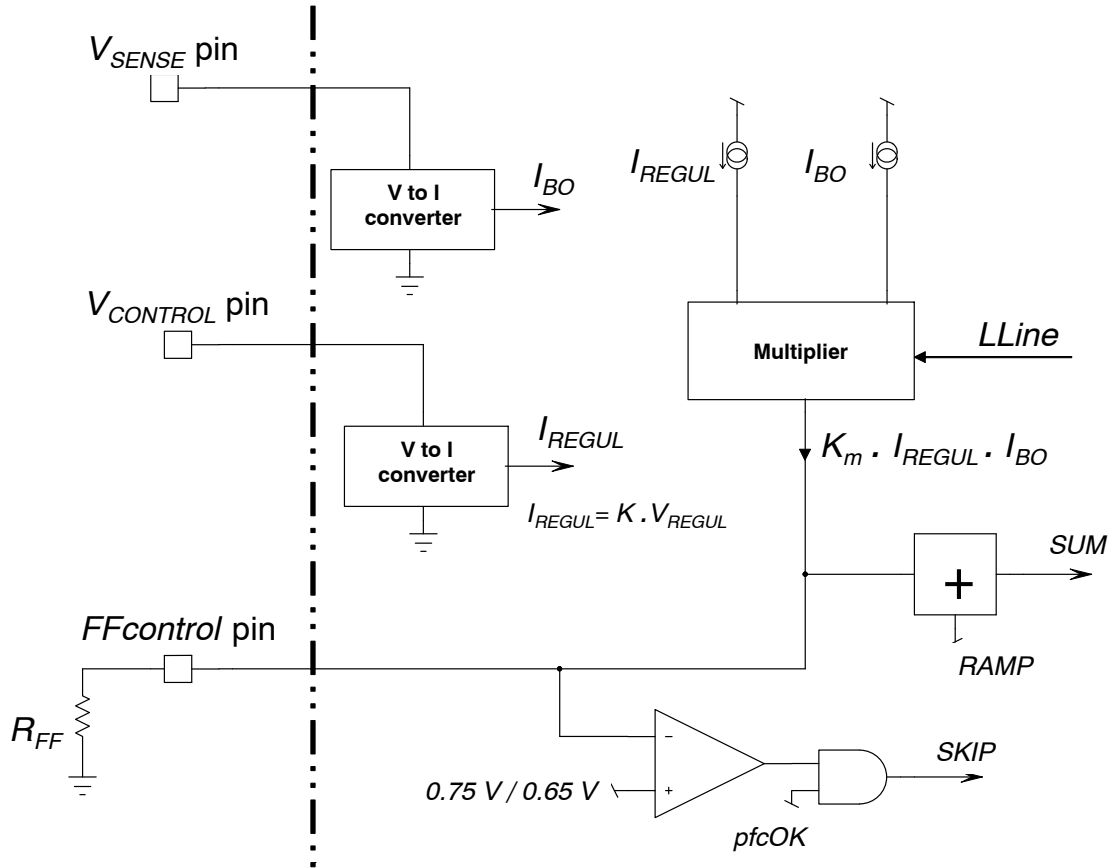 V_SENSE pin
V to I
converter
I_BO
I_REGUL
I_BO
V_CONTROL pin
Multiplier
LLine
V to I
converter
I_REGUL
I_REGUL = K . V_REGUL
K_m . I_REGUL . I_BO
+
SUM
RAMP
FFcontrol pin
R_FF
−
+
0.75 V / 0.65 V
pfcOK
SKIP